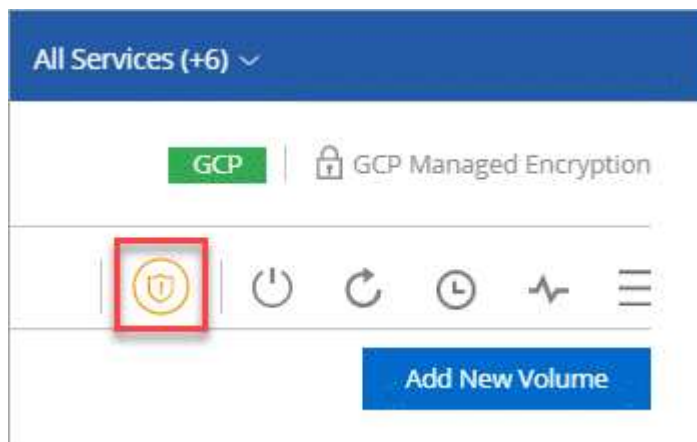 All Services (+6)
GCP
GCP Managed Encryption
Add New Volume